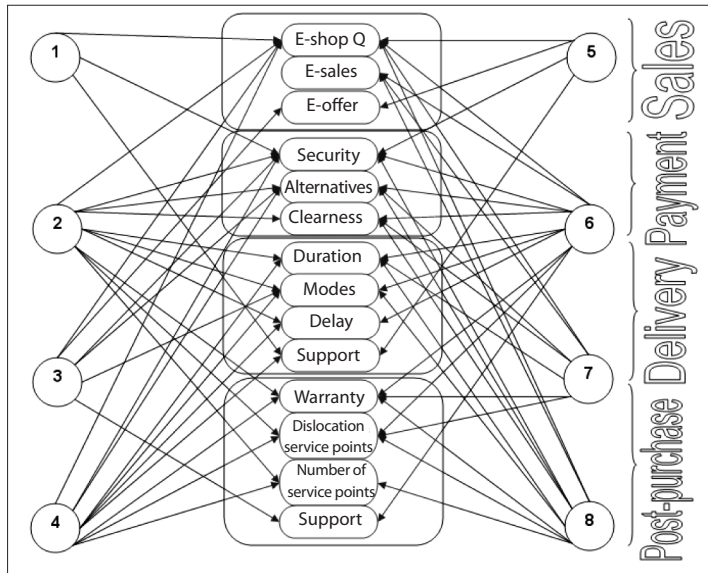 1
E-shop Q
5
E-sales
E-offer
Sales
Security
Alternatives
Clearness
2
6
Payment
Duration
Modes
Delay
Support
3
7
Delivery
Warranty
Dislocation
service points
Number of
service points
Support
4
8
Post-purchase